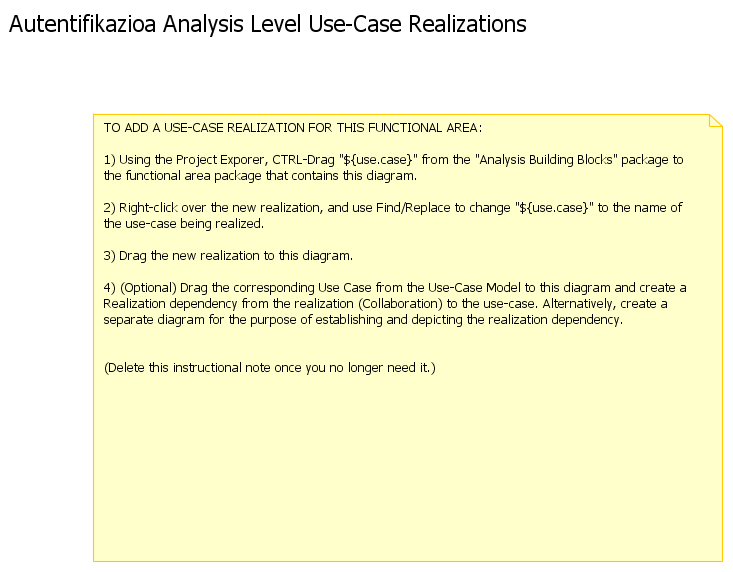 Autentifikazioa Analysis Level Use-Case Realizations
TO ADD A USE-CASE REALIZATION FOR THIS FUNCTIONAL AREA:
1) Using the Project Exporer, CTRL-Drag "${use.case}" from the "Analysis Building Blocks" package to
the functional area package that contains this diagram.
2) Right-click over the new realization, and use Find/Replace to change "${use.case}" to the name of
the use-case being realized.
3) Drag the new realization to this diagram.
4) (Optional) Drag the corresponding Use Case from the Use-Case Model to this diagram and create a
Realization dependency from the realization (Collaboration) to the use-case. Alternatively, create a
separate diagram for the purpose of establishing and depicting the realization dependency.
(Delete this instructional note once you no longer need it.)